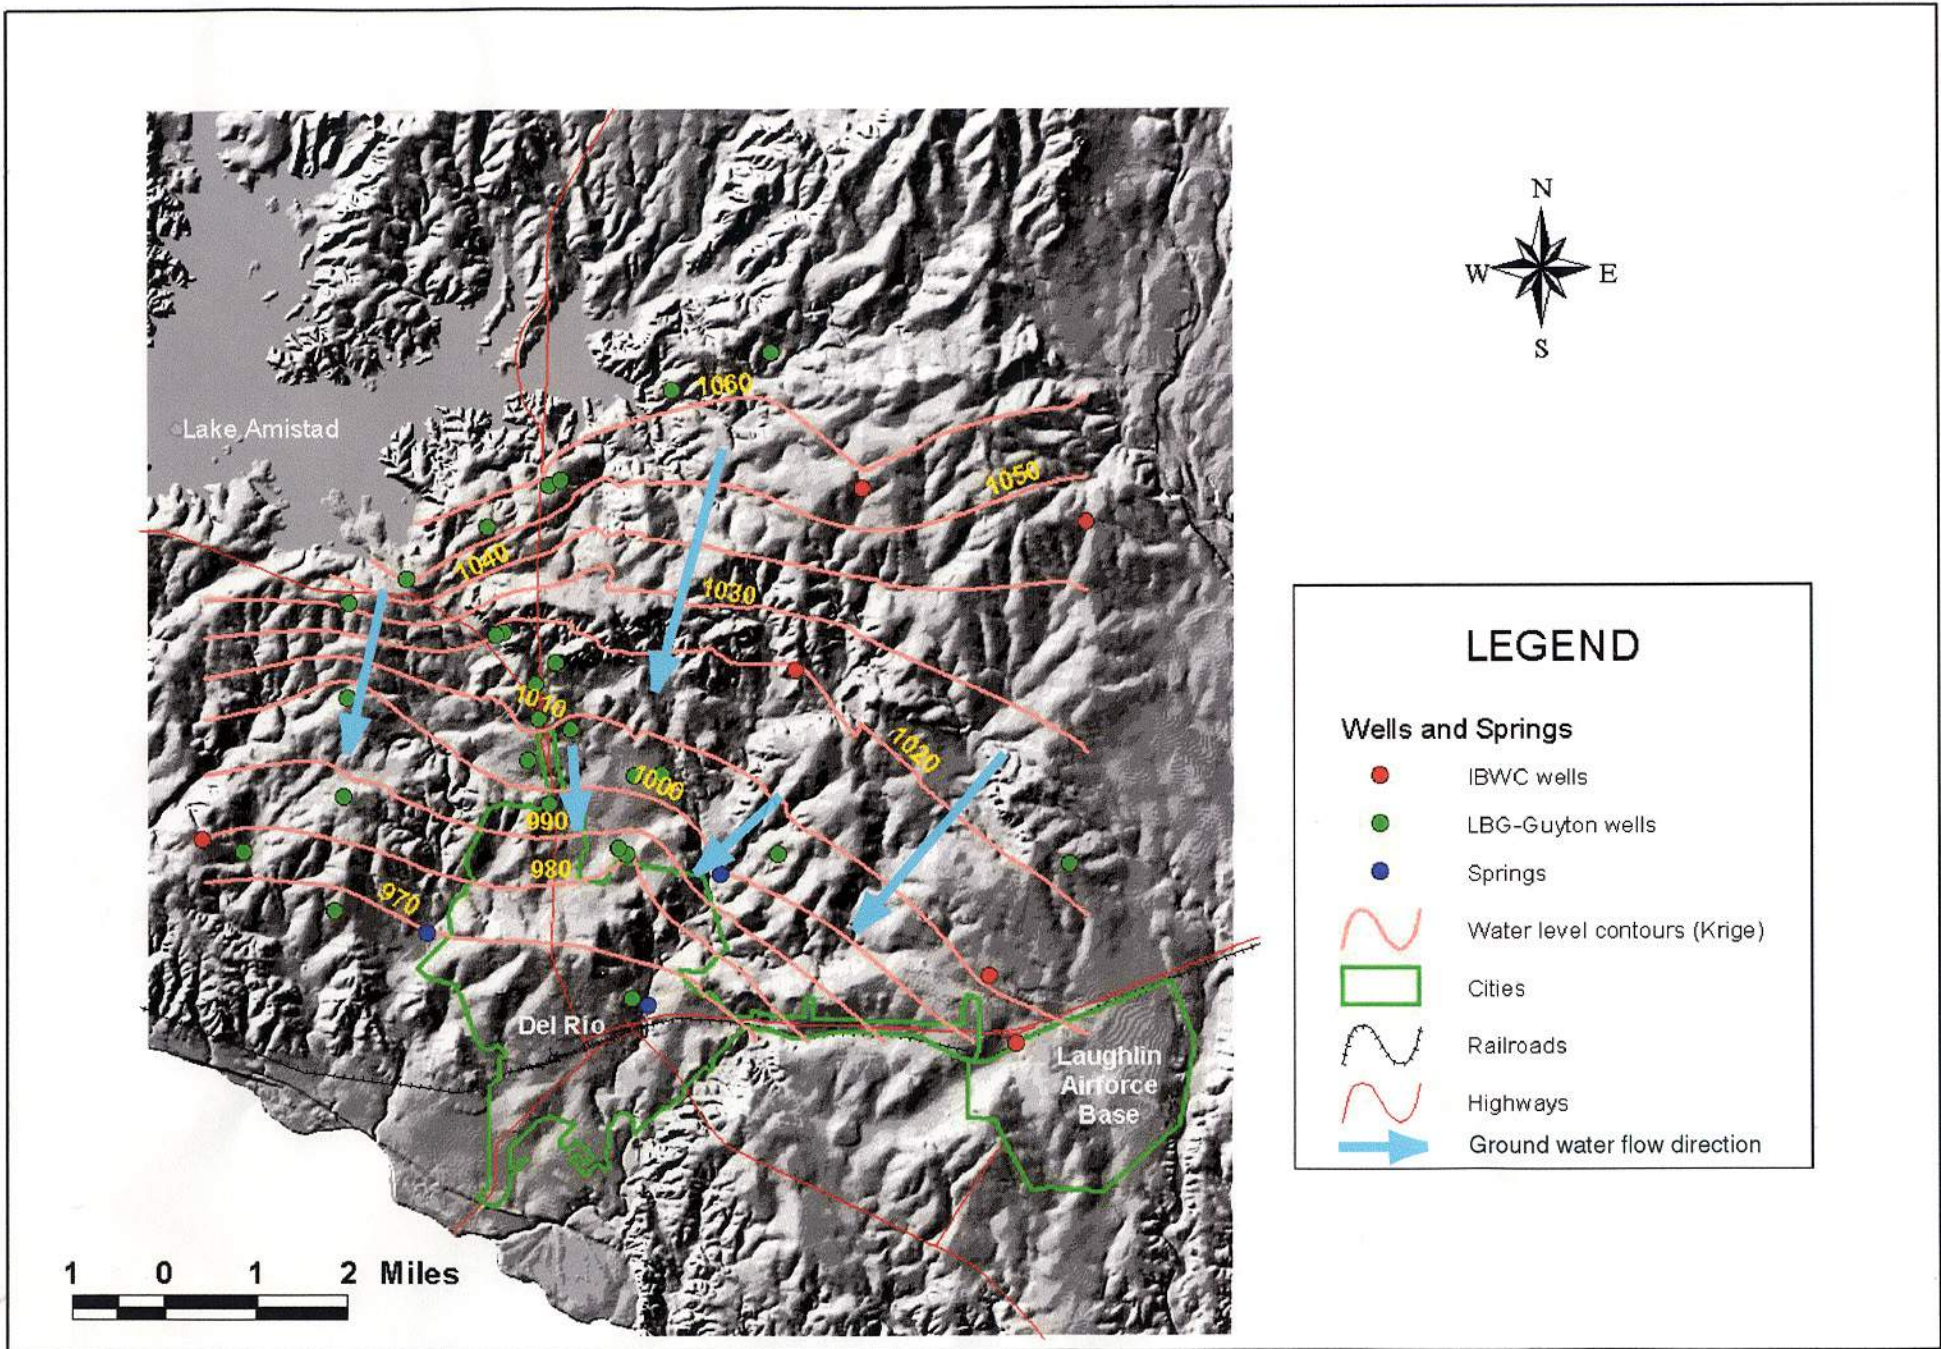 N
W E
S
1060
Lake Amistad
1050
1040
1030
1010
1020
1000
990
980
970
Del Rio
Laughlin
Airforce
Base
1 0 1 2 Miles
LEGEND
Wells and Springs
IBWC wells
LBG-Guyton wells
Springs
Water level contours (Krige)
Cities
Railroads
Highways
Ground water flow direction